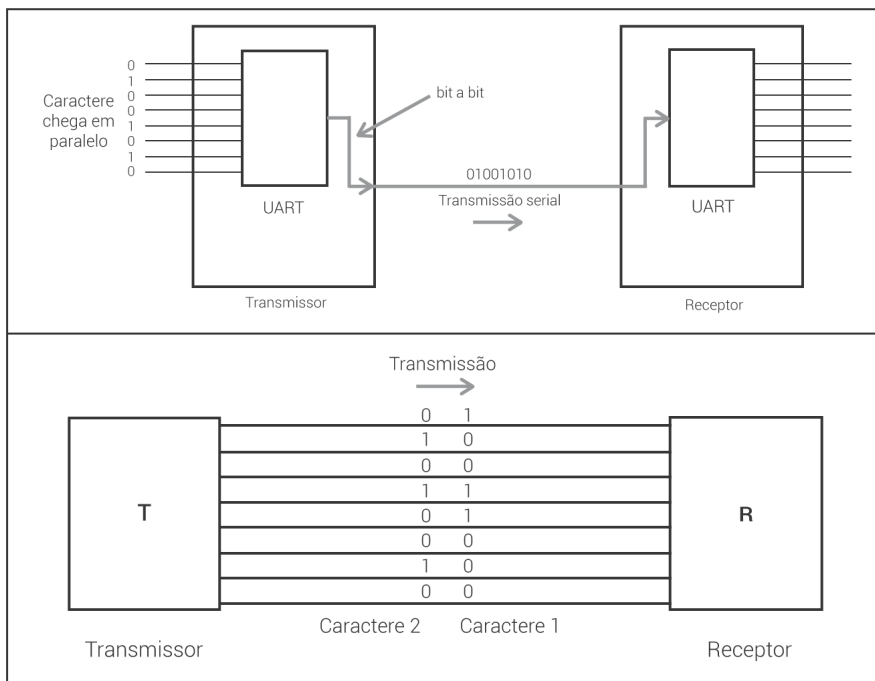 0
1
0
0
1
0
1
0
Caractere
chega em
paralelo
bit a bit
UART
Transmissor
01001010
Transmissão serial
UART
Receptor
Transmissão
0 1
1 0
0 0
1 1
0 1
0 0
1 0
0 0
T
R
Caractere 2 Caractere 1
Transmissor
Receptor